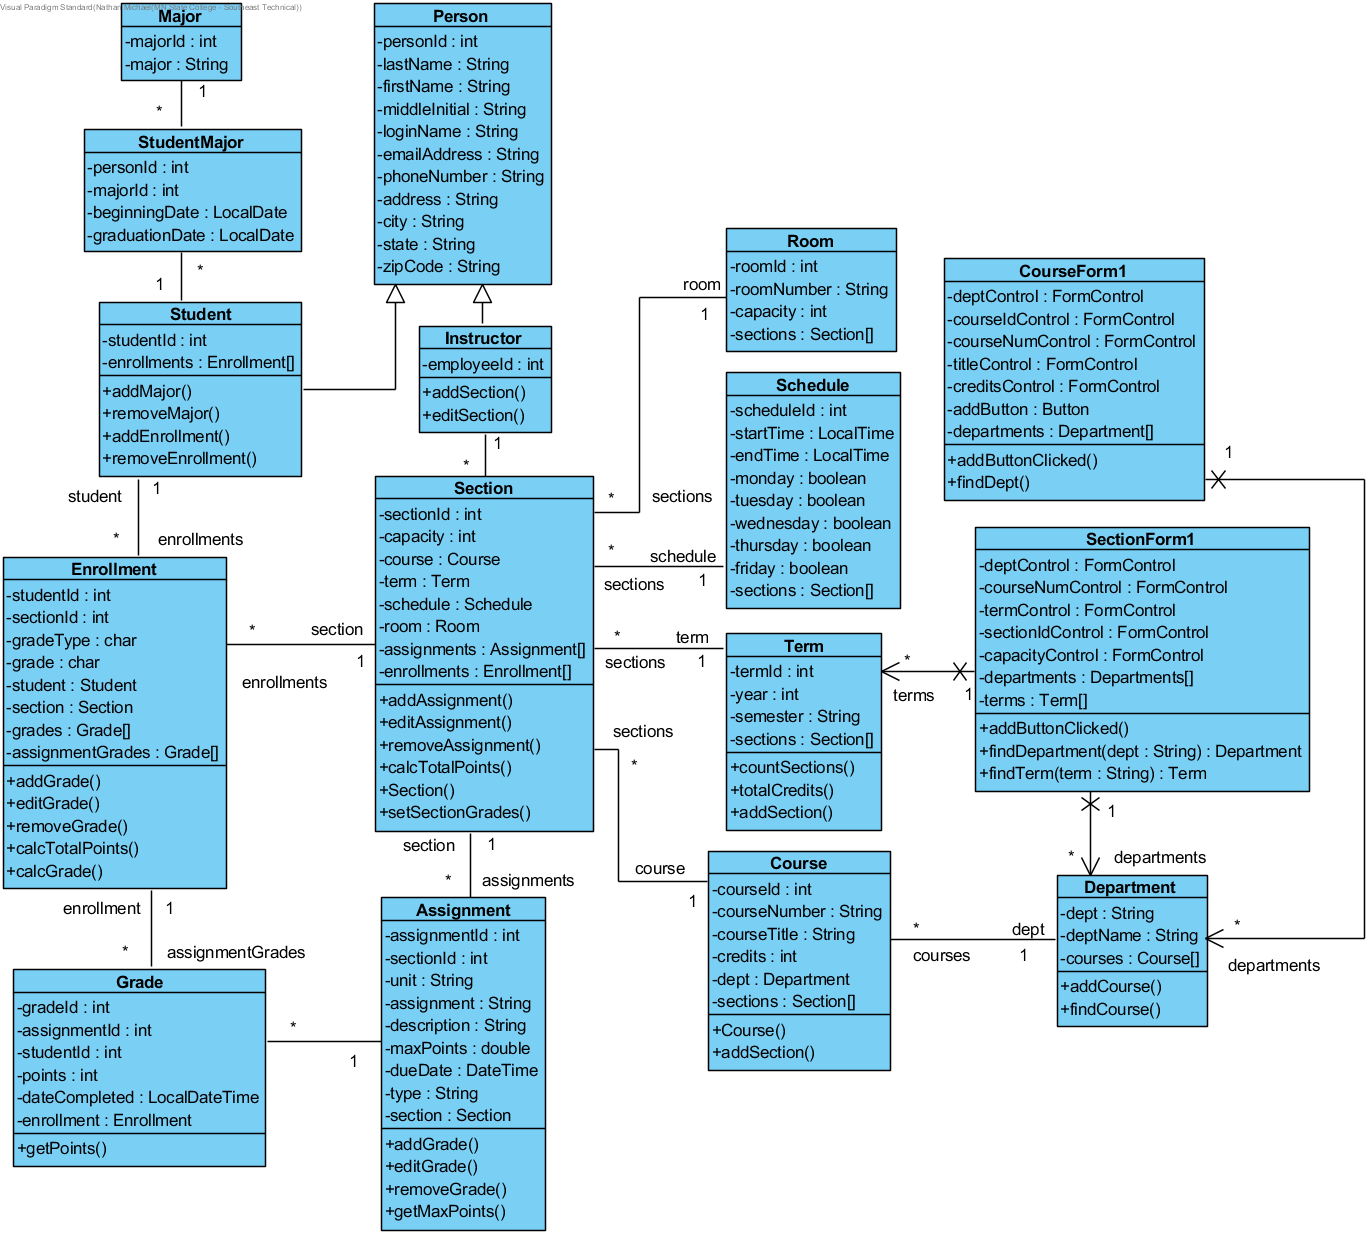 Visual Paradigm Standard(Nathan Michael(MN State College - Southeast Technical))
Major
-majorId : int
-major : String
1
*
StudentMajor
-personId : int
-majorId : int
-beginningDate : LocalDate
-graduationDate : LocalDate
*
1
Student
-studentId : int
-enrollments : Enrollment[]
+addMajor()
+removeMajor()
+addEnrollment()
+removeEnrollment()
student
1
*
enrollments
Person
-personId : int
-lastName : String
-firstName : String
-middleInitial : String
-loginName : String
-emailAddress : String
-phoneNumber : String
-address : String
-city : String
-state : String
-zipCode : String
Instructor
-employeeId : int
+addSection()
+editSection()
1
*
Enrollment
-studentId : int
-sectionId : int
-gradeType : char
-grade : char
-student : Student
-section : Section
-grades : Grade[]
-assignmentGrades : Grade[]
+addGrade()
+editGrade()
+removeGrade()
+calcTotalPoints()
+calcGrade()
*
section
1
enrollments
enrollment
1
*
assignmentGrades
Grade
-gradeId : int
-assignmentId : int
-studentId : int
-points : int
-dateCompleted : LocalDateTime
-enrollment : Enrollment
+getPoints()
*
1
Section
-sectionId : int
-capacity : int
-course : Course
-term : Term
-schedule : Schedule
-room : Room
-assignments : Assignment[]
-enrollments : Enrollment[]
+addAssignment()
+editAssignment()
+removeAssignment()
+calcTotalPoints()
+Section()
+setSectionGrades()
section
1
*
assignments
Assignment
-assignmentId : int
-sectionId : int
-unit : String
-assignment : String
-description : String
-maxPoints : double
-dueDate : DateTime
-type : String
-section : Section
+addGrade()
+editGrade()
+removeGrade()
+getMaxPoints()
room
1
*
sections
Room
-roomId : int
-roomNumber : String
-capacity : int
-sections : Section[]
*
schedule
sections
1
Schedule
-scheduleId : int
-startTime : LocalTime
-endTime : LocalTime
-monday : boolean
-tuesday : boolean
-wednesday : boolean
-thursday : boolean
-friday : boolean
-sections : Section[]
*
term
sections
1
Term
-termId : int
-year : int
-semester : String
-sections : Section[]
+countSections()
+totalCredits()
+addSection()
sections
*
course
1
Course
-courseId : int
-courseNumber : String
-courseTitle : String
-credits : int
-dept : Department
-sections : Section[]
+Course()
+addSection()
*
courses
dept
1
CourseForm1
-deptControl : FormControl
-courseIdControl : FormControl
-courseNumControl : FormControl
-titleControl : FormControl
-creditsControl : FormControl
-addButton : Button
-departments : Department[]
+addButtonClicked()
+findDept()
1
SectionForm1
-deptControl : FormControl
-courseNumControl : FormControl
-termControl : FormControl
-sectionIdControl : FormControl
-capacityControl : FormControl
-departments : Departments[]
-terms : Term[]
+addButtonClicked()
+findDepartment(dept : String) : Department
+findTerm(term : String) : Term
*
terms
1
1
*
departments
Department
-dept : String
-deptName : String
-courses : Course[]
+addCourse()
+findCourse()
*
departments